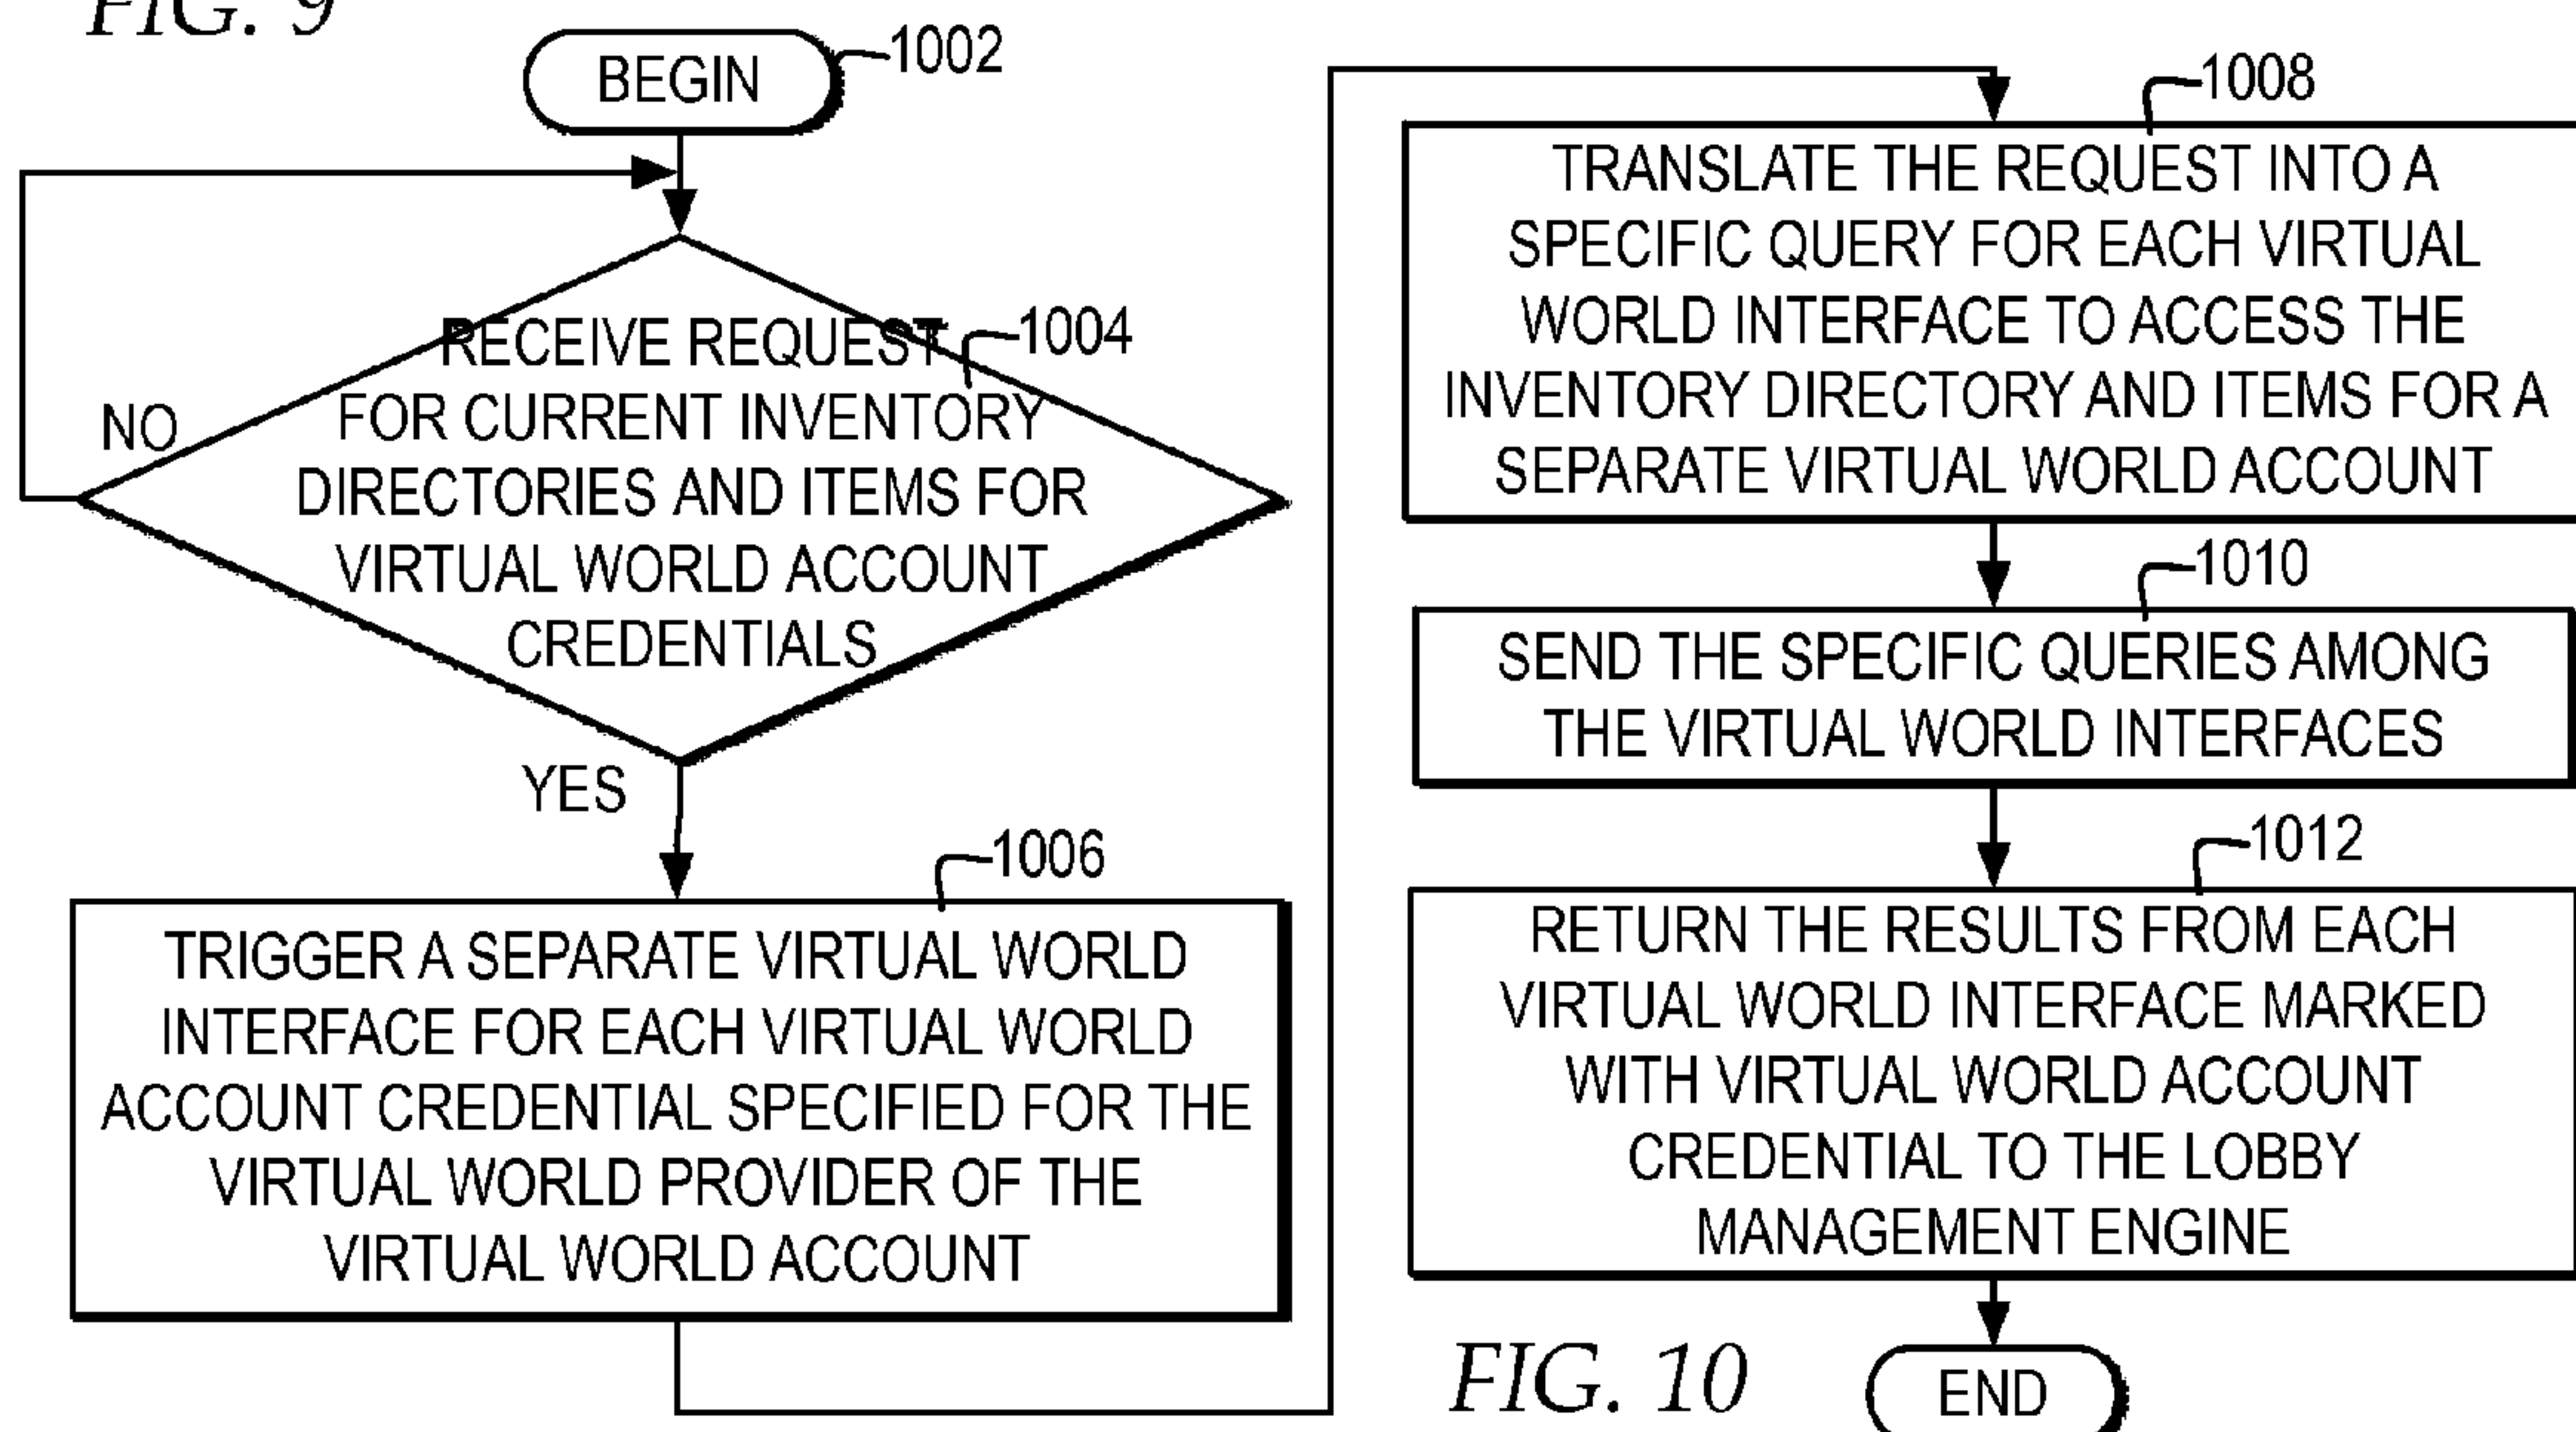 FIG. 9
BEGIN
1002
RECEIVE REQUEST
1004
FOR CURRENT INVENTORY
DIRECTORIES AND ITEMS FOR
VIRTUAL WORLD ACCOUNT
CREDENTIALS
NO
YES
1006
TRIGGER A SEPARATE VIRTUAL WORLD
INTERFACE FOR EACH VIRTUAL WORLD
ACCOUNT CREDENTIAL SPECIFIED FOR THE
VIRTUAL WORLD PROVIDER OF THE
VIRTUAL WORLD ACCOUNT
1008
TRANSLATE THE REQUEST INTO A
SPECIFIC QUERY FOR EACH VIRTUAL
WORLD INTERFACE TO ACCESS THE
INVENTORY DIRECTORY AND ITEMS FOR A
SEPARATE VIRTUAL WORLD ACCOUNT
1010
SEND THE SPECIFIC QUERIES AMONG
THE VIRTUAL WORLD INTERFACES
1012
RETURN THE RESULTS FROM EACH
VIRTUAL WORLD INTERFACE MARKED
WITH VIRTUAL WORLD ACCOUNT
CREDENTIAL TO THE LOBBY
MANAGEMENT ENGINE
END
FIG. 10